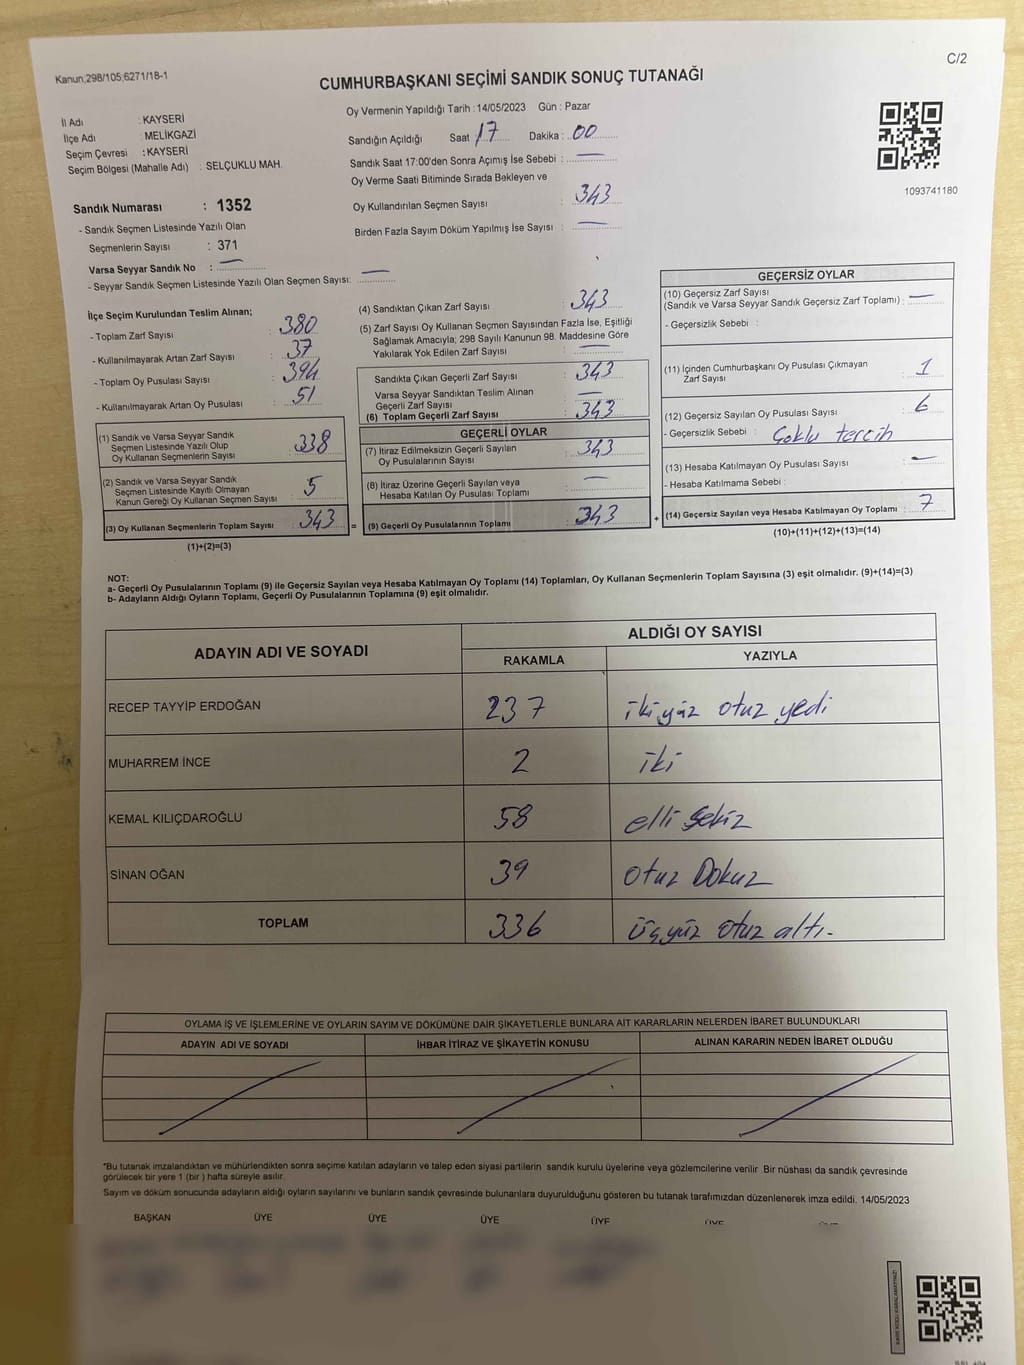 Kanun;298/105;6271/18-1
C/2
CUMHURBAŞKANI SEÇİMİ SANDIK SONUÇ TUTANAĞI
İl Adı : KAYSERİ
İlçe Adı : MELİKGAZİ
Seçim Çevresi : KAYSERİ
Seçim Bölgesi (Mahalle Adı) : SELÇUKLU MAH.
Oy Vermenin Yapıldığı Tarih : 14/05/2023 Gün : Pazar
Sandığın Açıldığı Saat 17 Dakika : 00
Sandık Saat 17:00'den Sonra Açımış İse Sebebi : —
Oy Verme Saati Bitiminde Sırada Bekleyen ve
Oy Kullandırılan Seçmen Sayısı : 343
Birden Fazla Sayım Döküm Yapılmış İse Sayısı : —
1093741180
Sandık Numarası : 1352
- Sandık Seçmen Listesinde Yazılı Olan
Seçmenlerin Sayısı : 371
Varsa Seyyar Sandık No : —
- Seyyar Sandık Seçmen Listesinde Yazılı Olan Seçmen Sayısı: —
İlçe Seçim Kurulundan Teslim Alınan;
- Toplam Zarf Sayısı : 380
- Kullanılmayarak Artan Zarf Sayısı : 37
- Toplam Oy Pusulası Sayısı : 394
- Kullanılmayarak Artan Oy Pusulası : 51
(1) Sandık ve Varsa Seyyar Sandık
Seçmen Listesinde Yazılı Olup
Oy Kullanan Seçmenlerin Sayısı : 338
(2) Sandık ve Varsa Seyyar Sandık
Seçmen Listesinde Kayıtlı Olmayan
Kanun Gereği Oy Kullanan Seçmen Sayısı : 5
(3) Oy Kullanan Seçmenlerin Toplam Sayısı : 343 =
(1)+(2)=(3)
(4) Sandıktan Çıkan Zarf Sayısı : 343
(5) Zarf Sayısı Oy Kullanan Seçmen Sayısından Fazla İse, Eşitliği
Sağlamak Amacıyla; 298 Sayılı Kanunun 98. Maddesine Göre
Yakılarak Yok Edilen Zarf Sayısı : —
Sandıkta Çıkan Geçerli Zarf Sayısı : 343
Varsa Seyyar Sandıktan Teslim Alınan
Geçerli Zarf Sayısı : —
(6) Toplam Geçerli Zarf Sayısı : 343
GEÇERLİ OYLAR
(7) İtiraz Edilmeksizin Geçerli Sayılan
Oy Pusulalarının Sayısı : 343
(8) İtiraz Üzerine Geçerli Sayılan veya
Hesaba Katılan Oy Pusulası Toplamı : —
(9) Geçerli Oy Pusulalarının Toplamı : 343 +
GEÇERSİZ OYLAR
(10) Geçersiz Zarf Sayısı
(Sandık ve Varsa Seyyar Sandık Geçersiz Zarf Toplamı) : —
- Geçersizlik Sebebi :
(11) İçinden Cumhurbaşkanı Oy Pusulası Çıkmayan
Zarf Sayısı : 1
(12) Geçersiz Sayılan Oy Pusulası Sayısı : 6
- Geçersizlik Sebebi : Çoklu tercih
(13) Hesaba Katılmayan Oy Pusulası Sayısı : —
- Hesaba Katılmama Sebebi :
(14) Geçersiz Sayılan veya Hesaba Katılmayan Oy Toplamı : 7
(10)+(11)+(12)+(13)=(14)
NOT:
a- Geçerli Oy Pusulalarının Toplamı (9) ile Geçersiz Sayılan veya Hesaba Katılmayan Oy Toplamı (14) Toplamları, Oy Kullanan Seçmenlerin Toplam Sayısına (3) eşit olmalıdır. (9)+(14)=(3)
b- Adayların Aldığı Oyların Toplamı, Geçerli Oy Pusulalarının Toplamına (9) eşit olmalıdır.
ADAYIN ADI VE SOYADI
ALDIĞI OY SAYISI
RAKAMLA YAZIYLA
RECEP TAYYİP ERDOĞAN 237 ikiyüz otuz yedi
MUHARREM İNCE 2 iki
KEMAL KILIÇDAROĞLU 58 elli Sekiz
SİNAN OĞAN 39 Otuz Dokuz
TOPLAM 336 üçyüz otuz altı-
OYLAMA İŞ VE İŞLEMLERİNE VE OYLARIN SAYIM VE DÖKÜMÜNE DAİR ŞİKAYETLERLE BUNLARA AİT KARARLARIN NELERDEN İBARET BULUNDUKLARI
ADAYIN ADI VE SOYADI İHBAR İTİRAZ VE ŞİKAYETİN KONUSU ALINAN KARARIN NEDEN İBARET OLDUĞU
*Bu tutanak imzalandıktan ve mühürlendikten sonra seçime katılan adayların ve talep eden siyasi partilerin sandık kurulu üyelerine veya gözlemcilerine verilir. Bir nüshası da sandık çevresinde
görülecek bir yere 1 (bir ) hafta süreyle asılır.
Sayım ve döküm sonucunda adayların aldığı oyların sayılarını ve bunların sandık çevresinde bulunanlara duyurulduğunu gösteren bu tutanak tarafımızdan düzenlenerek imza edildi. 14/05/2023
BAŞKAN ÜYE ÜYE ÜYE ÜYE ÜYE